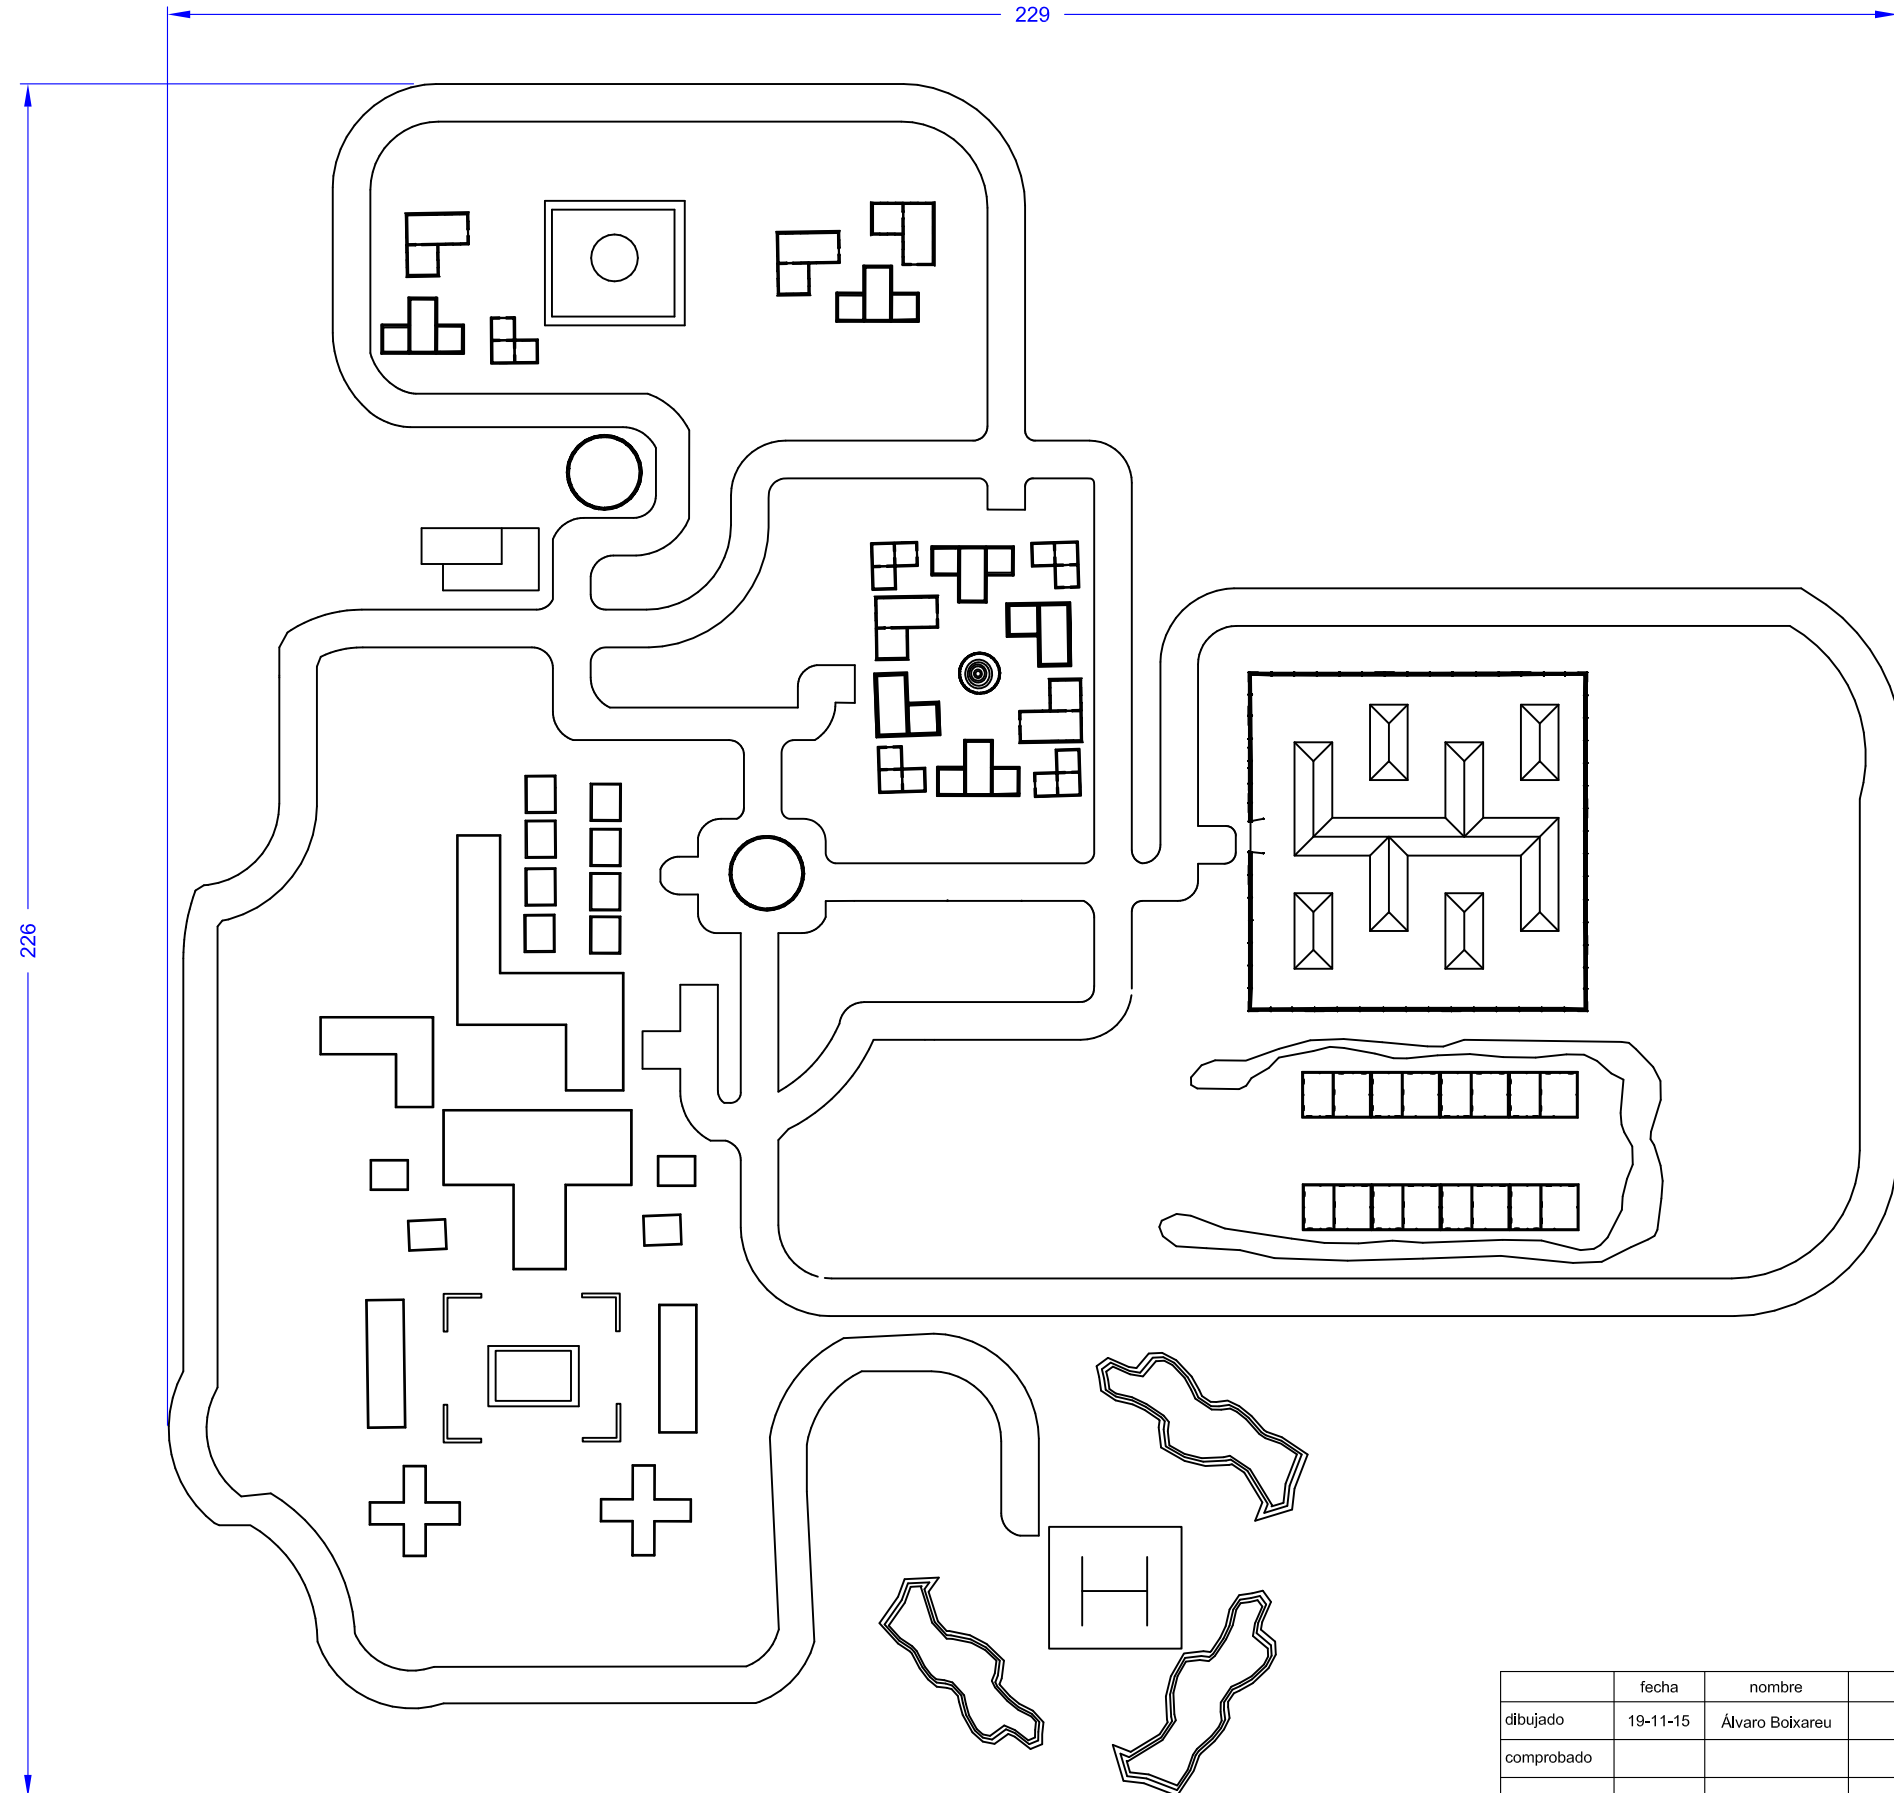 229
226
H
fecha nombre
dibujado 19-11-15 Álvaro Boixareu
comprobado